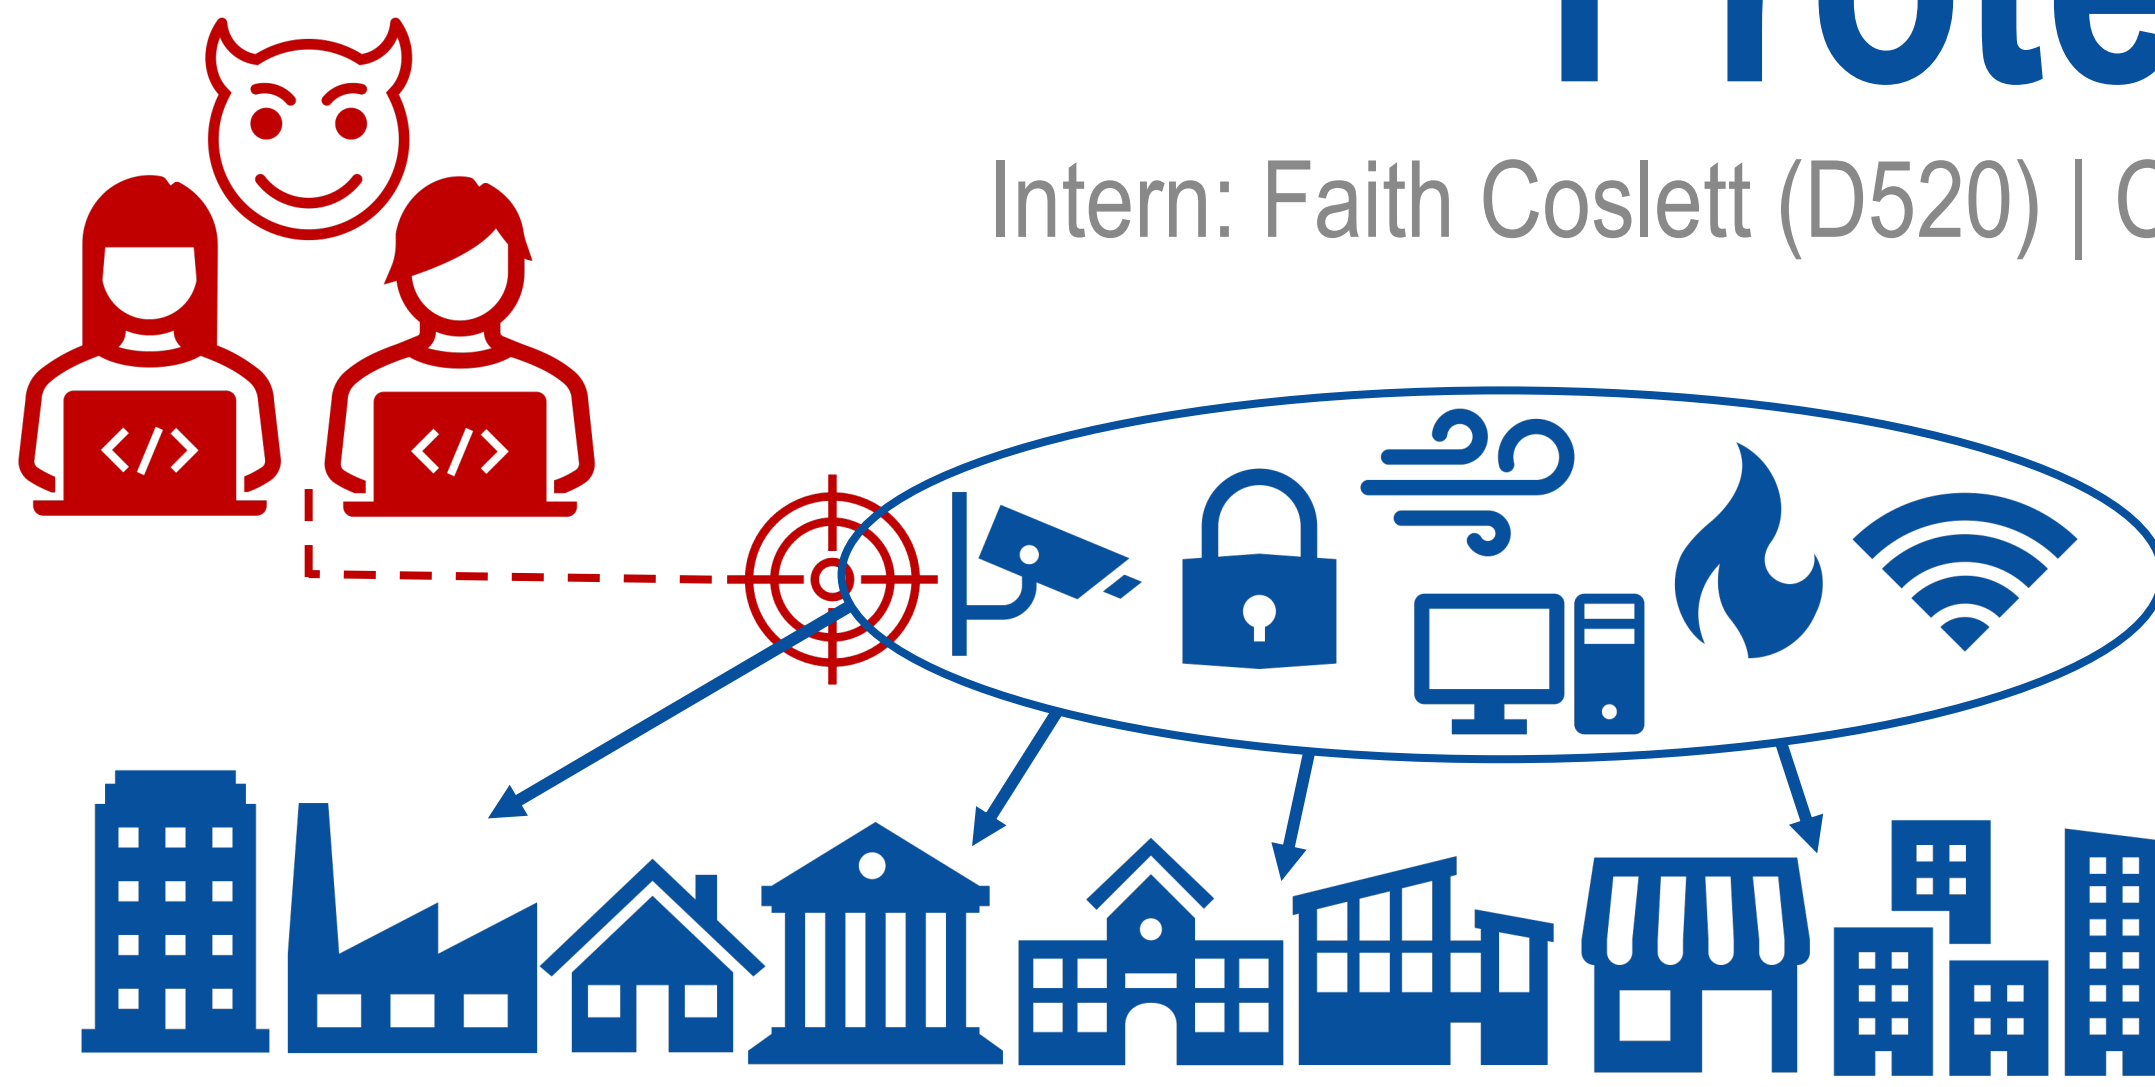 Intern: Faith Coslett (D520) |
</> </>